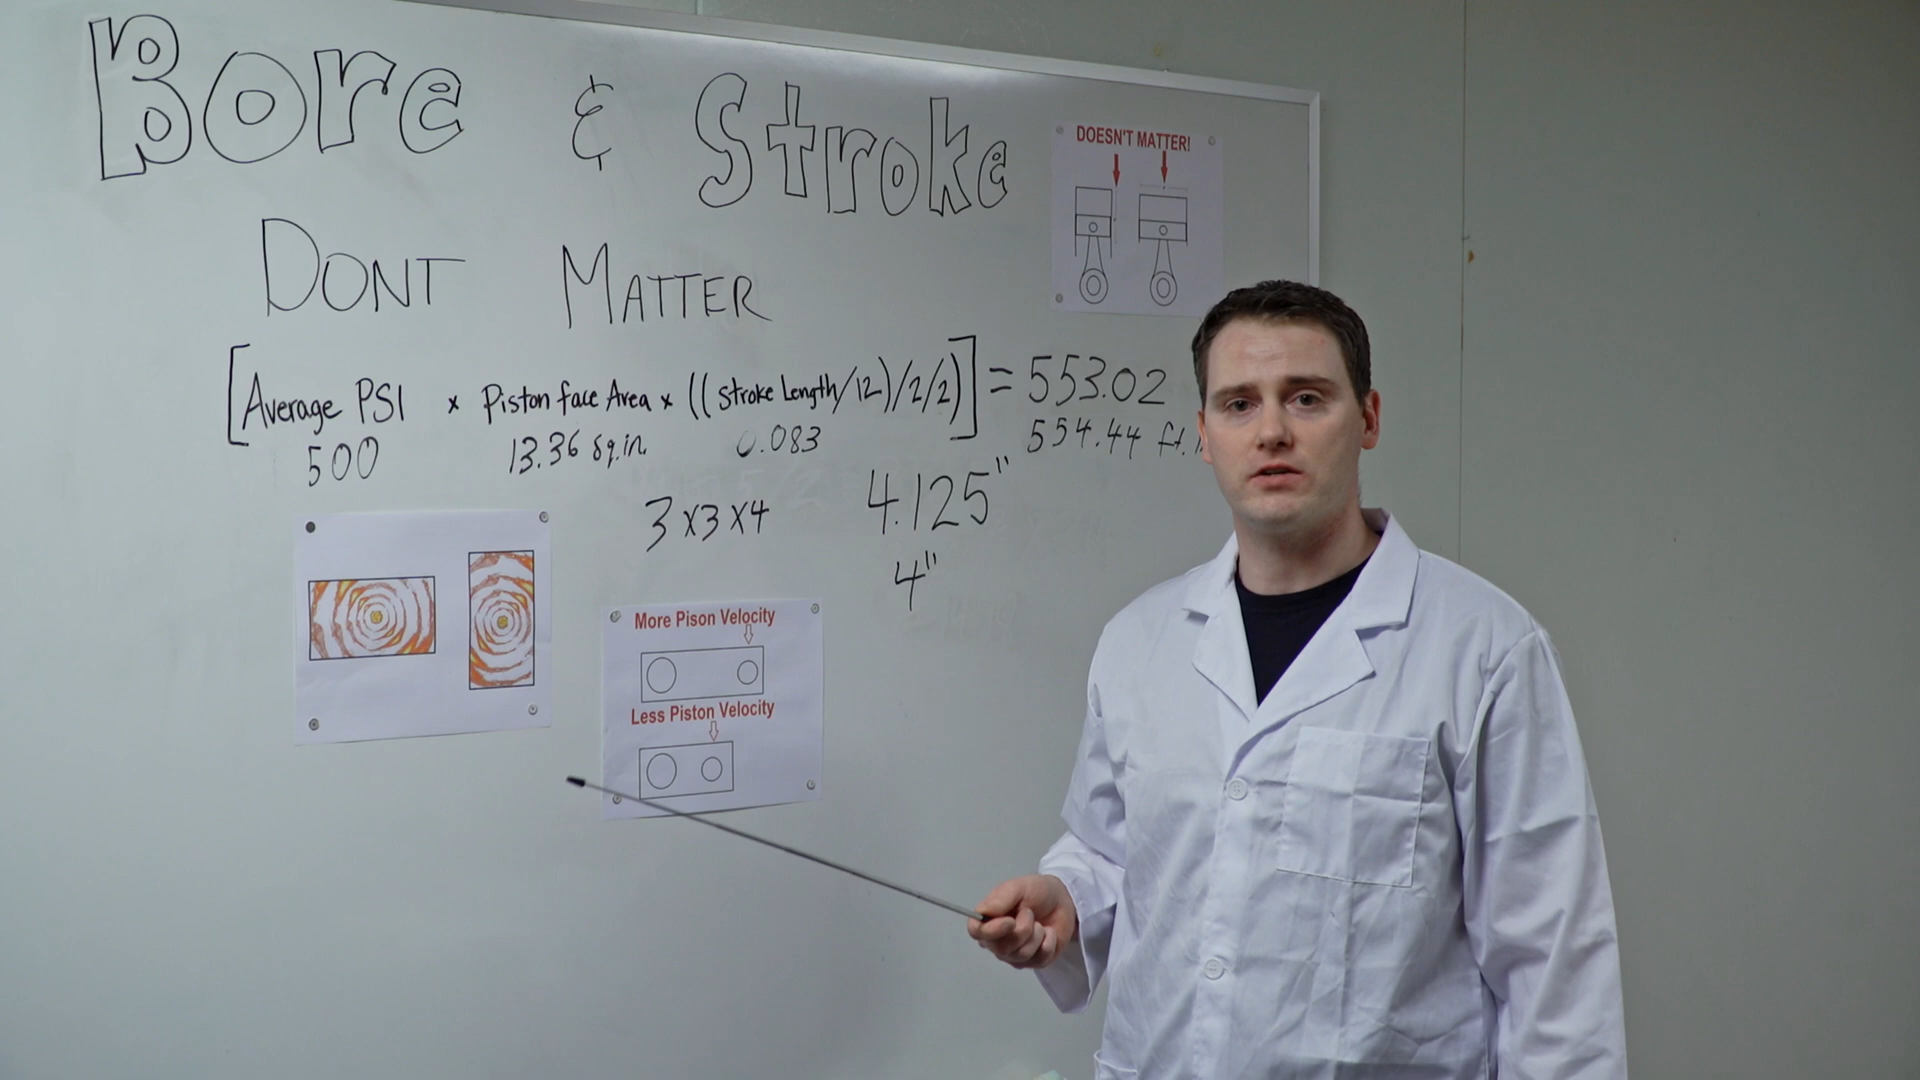 Bore & Stroke
DOESN'T MATTER!
DONT MATTER
[Average PSI x Piston face Area x ((Stroke Length/12)/2/2)] = 553.02
500 13.36 sq.in. 0.083 554.44 ft.
3x3x4 4.125"
4"
More Pison Velocity
Less Piston Velocity